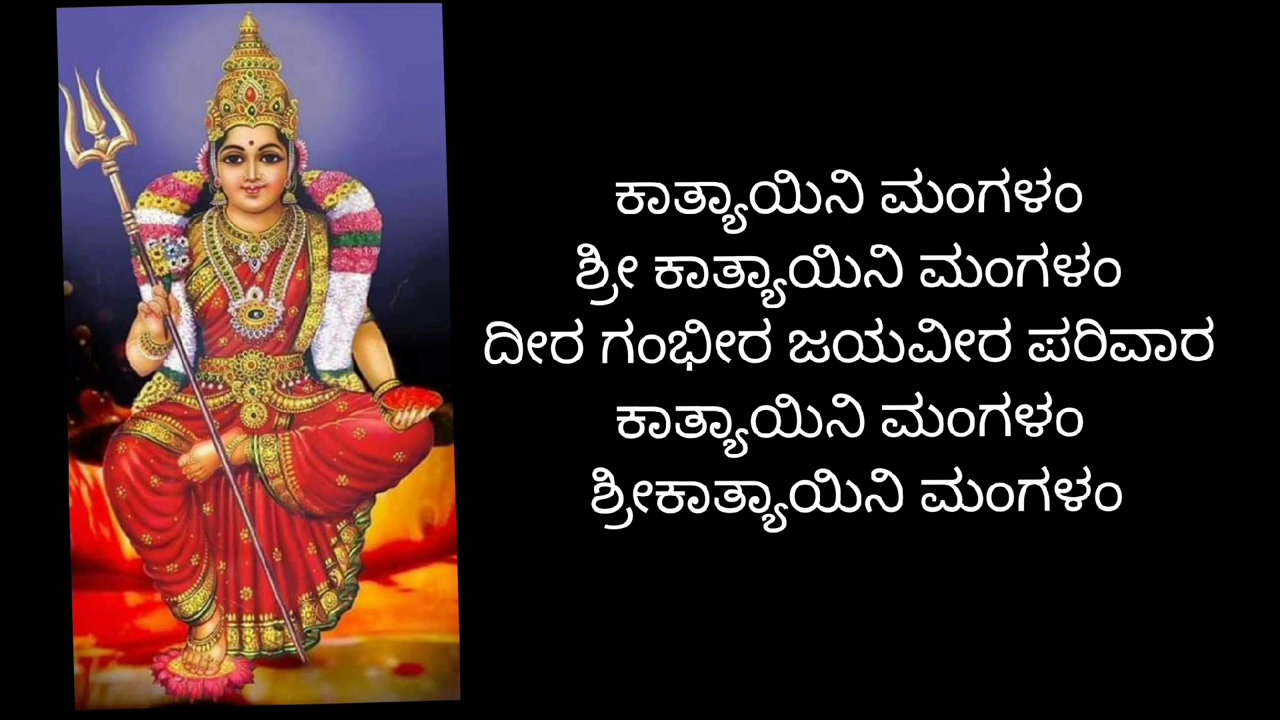 ಕಾತ್ಯಾಯಿನಿ ಮಂಗಳಂ
ಶ್ರೀ ಕಾತ್ಯಾಯಿನಿ ಮಂಗಳಂ
ದೀರ ಗಂಭೀರ ಜಯವೀರ ಪರಿವಾರ
ಕಾತ್ಯಾಯಿನಿ ಮಂಗಳಂ
ಶ್ರೀಕಾತ್ಯಾಯಿನಿ ಮಂಗಳಂ